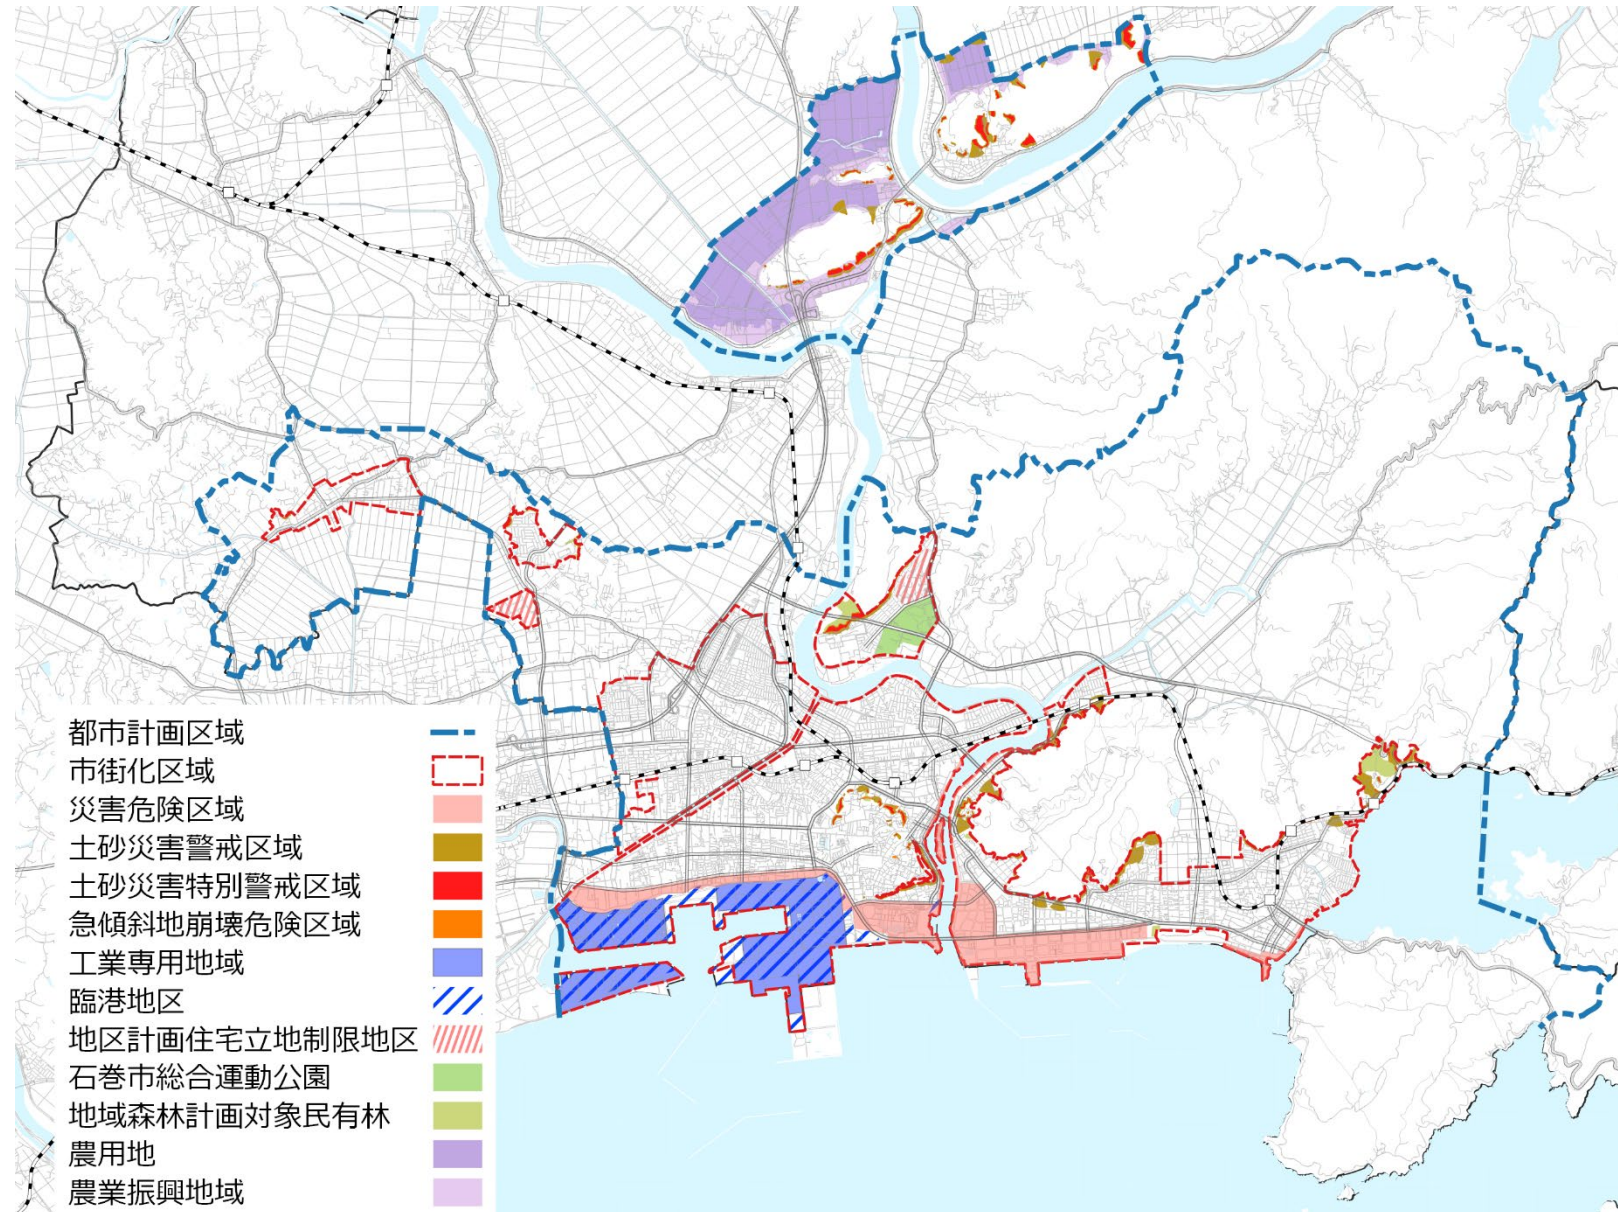 都市計画区域
市街化区域
災害危険区域
土砂災害警戒区域
土砂災害特別警戒区域
急傾斜地崩壊危険区域
工業専用地域
臨港地区
地区計画住宅立地制限地区
石巻市総合運動公園
地域森林計画対象民有林
農用地
農業振興地域